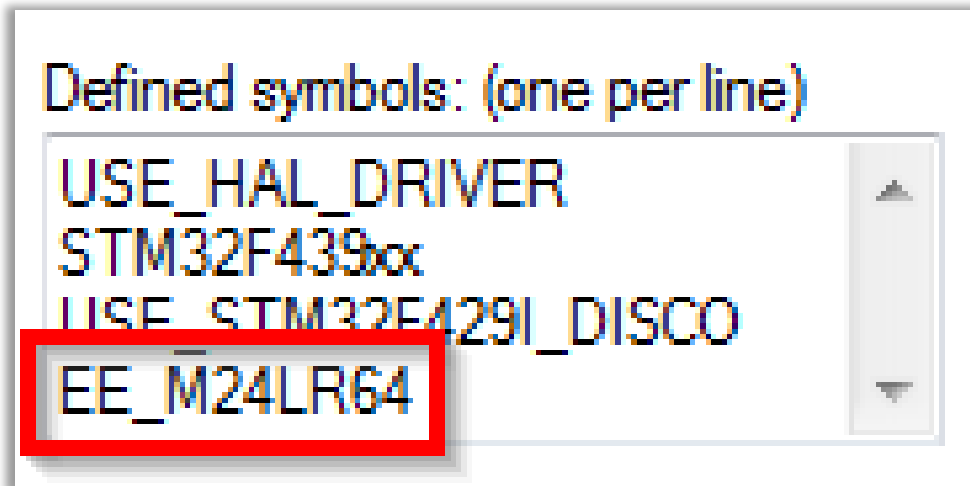 Defined symbols: (one per line)
USE_HAL_DRIVER
STM32F439xx
USE_STM32F429I_DISCO
EE_M24LR64